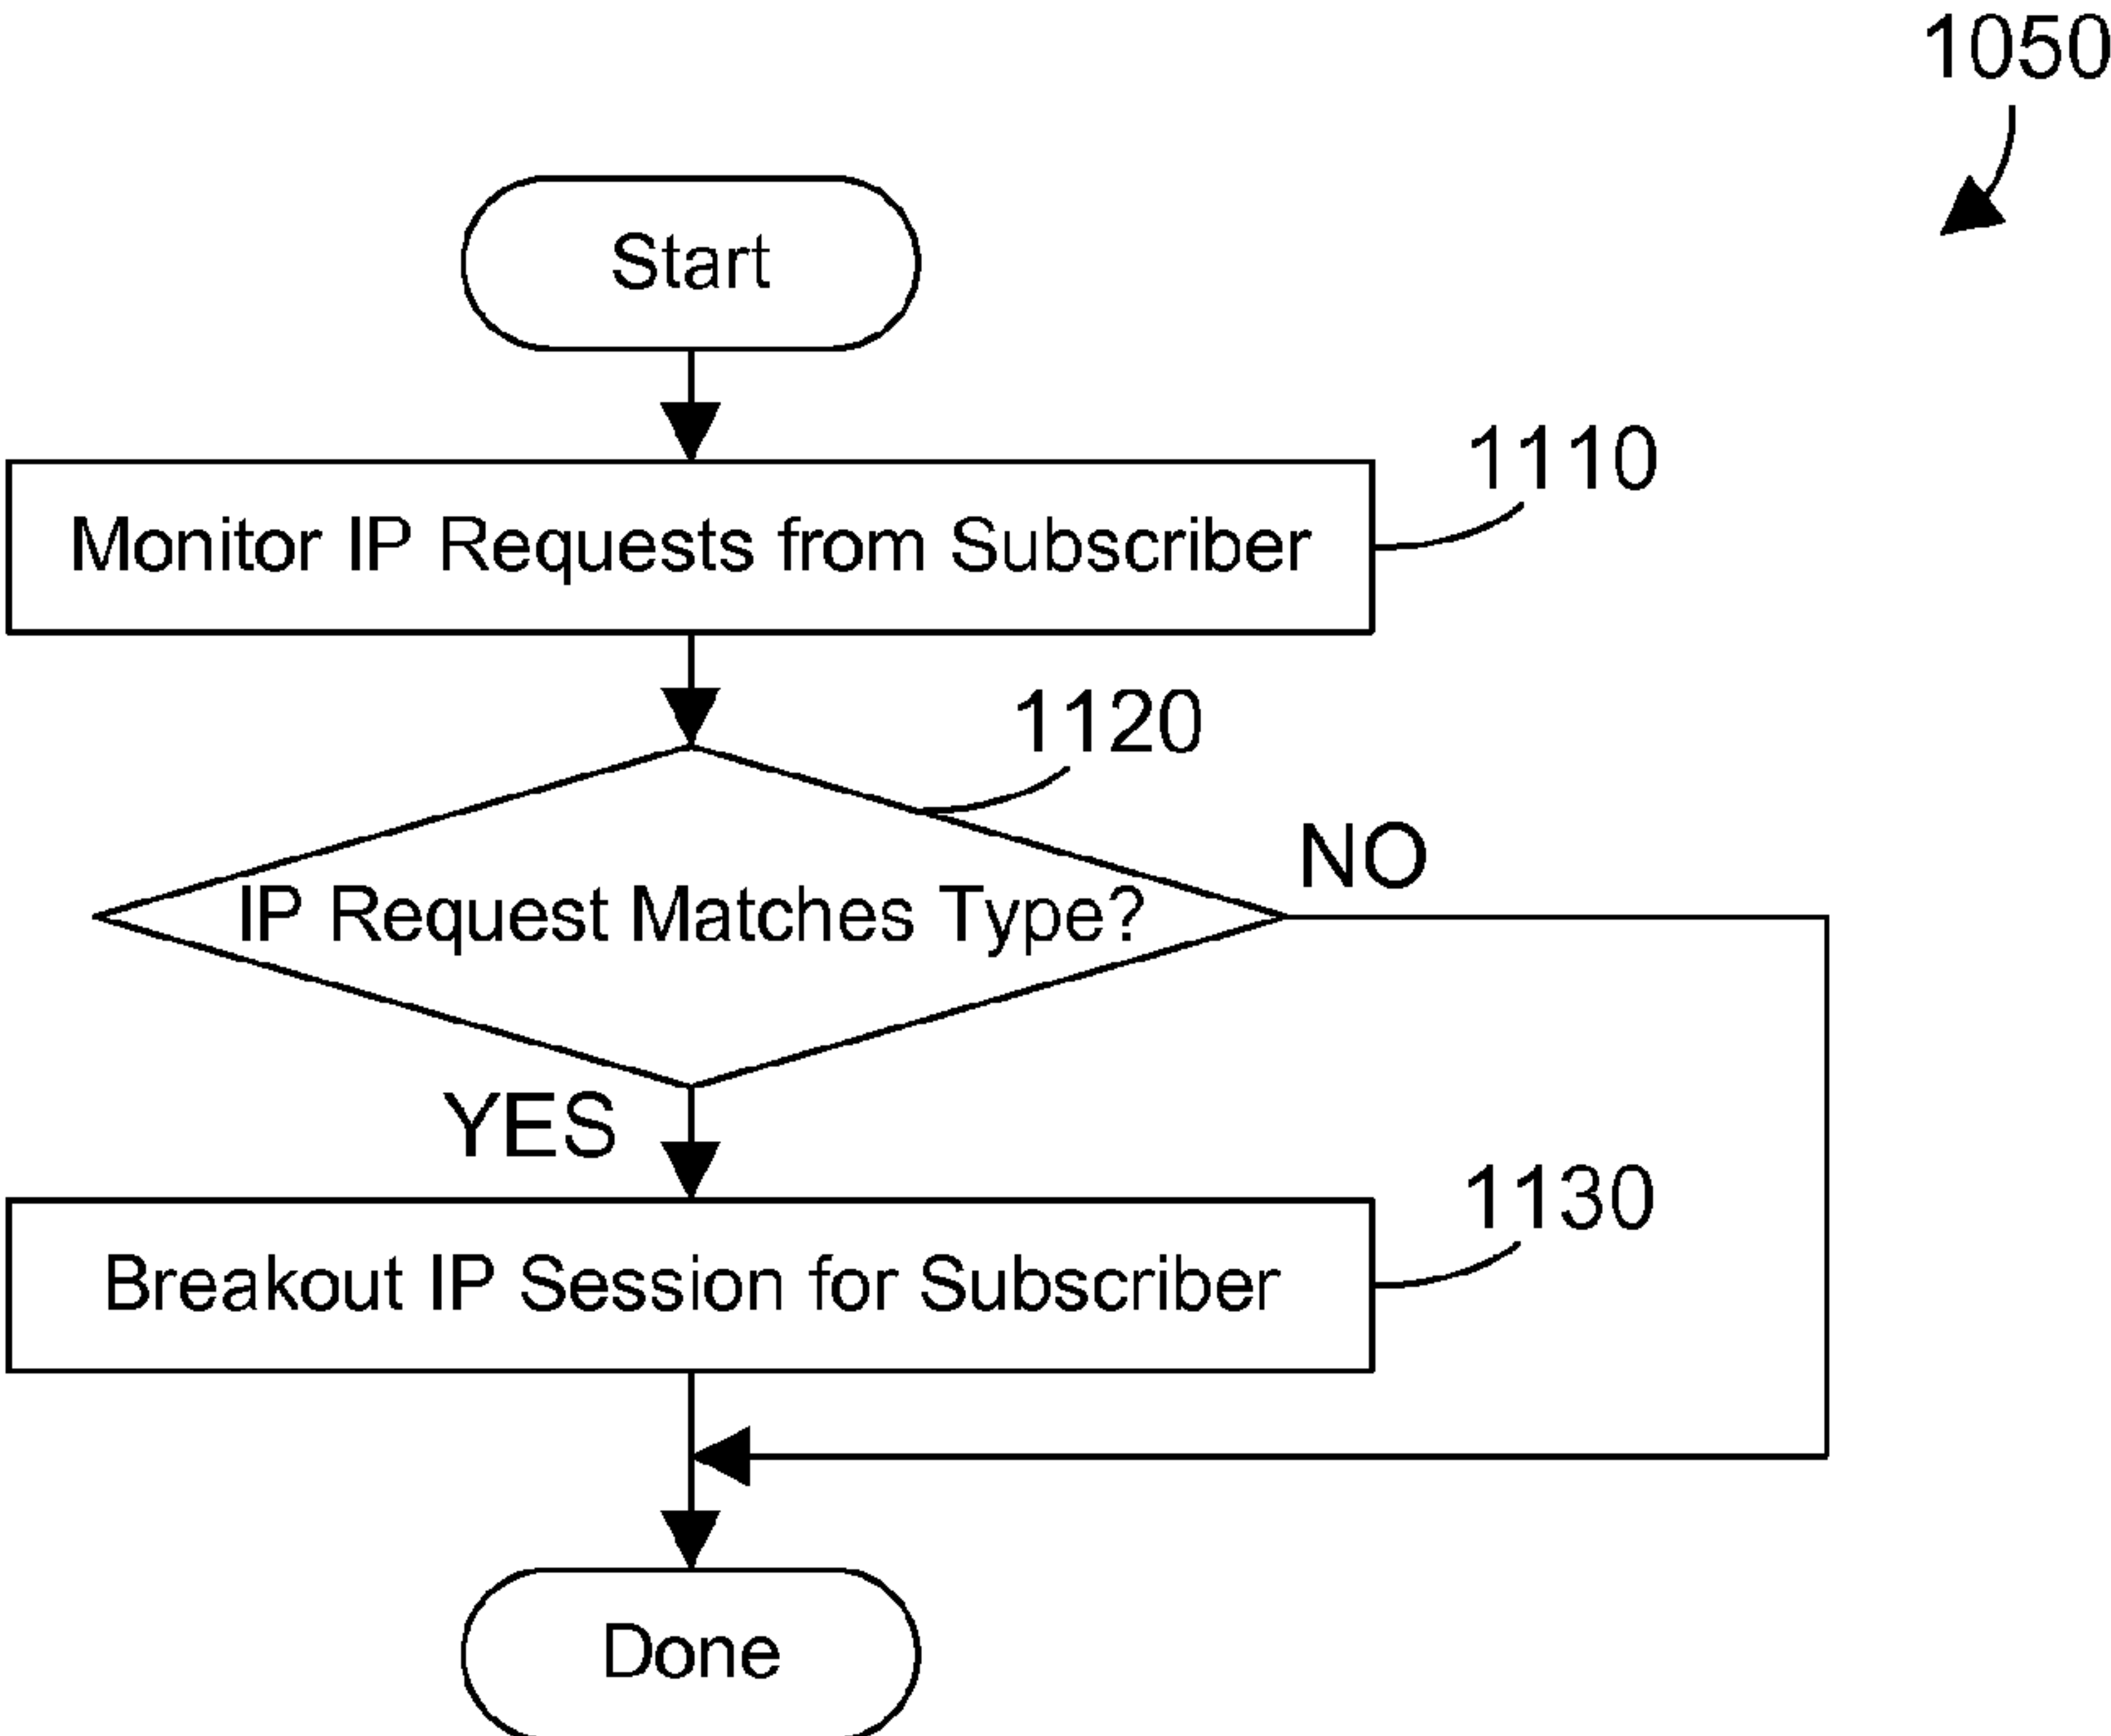 1050
Start
1110
Monitor IP Requests from Subscriber
1120
NO
IP Request Matches Type?
YES
1130
Breakout IP Session for Subscriber
Done